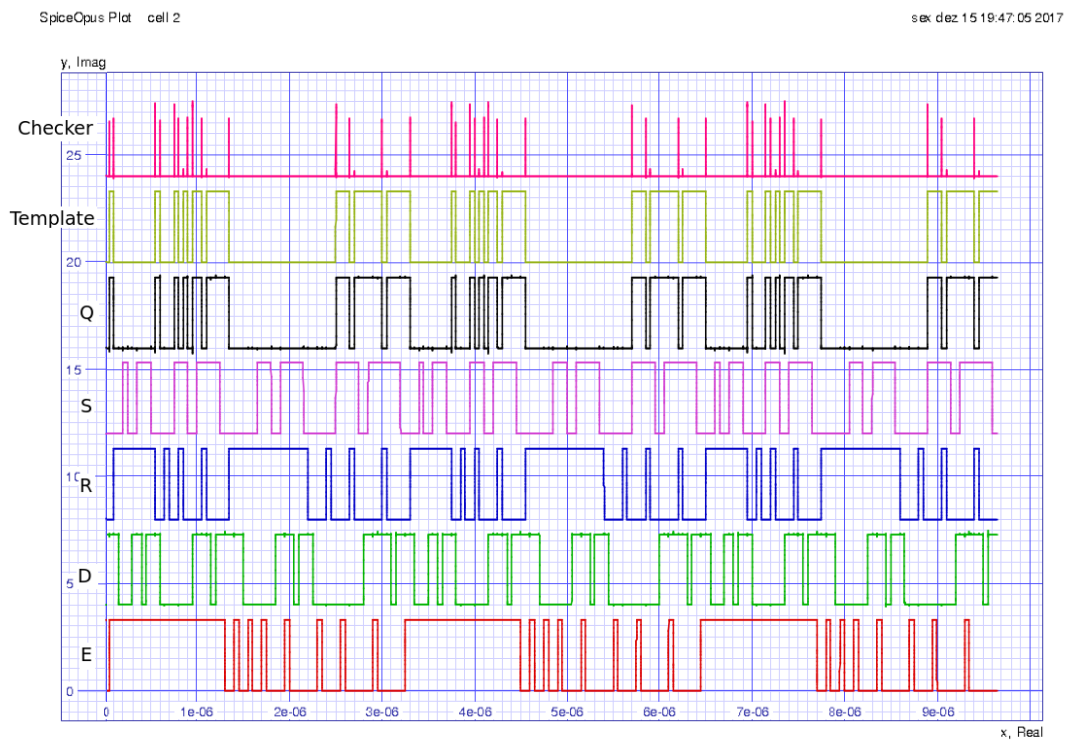 SpiceOpus Plot cell 2
sex dez 15 19:47:05 2017
y, Imag
Checker
25
Template
20
Q
15
S
10
R
5
D
E
0
0 1e-06 2e-06 3e-06 4e-06 5e-06 6e-06 7e-06 8e-06 9e-06
x, Real